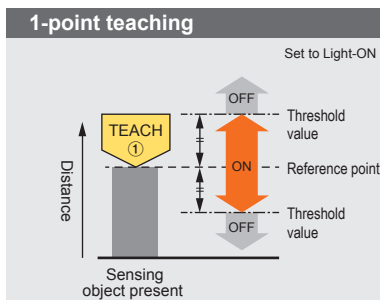 1-point teaching
Set to Light-ON
OFF
TEACH
①
Threshold
value
Distance
ON
Reference point
Threshold
value
OFF
Sensing
object present